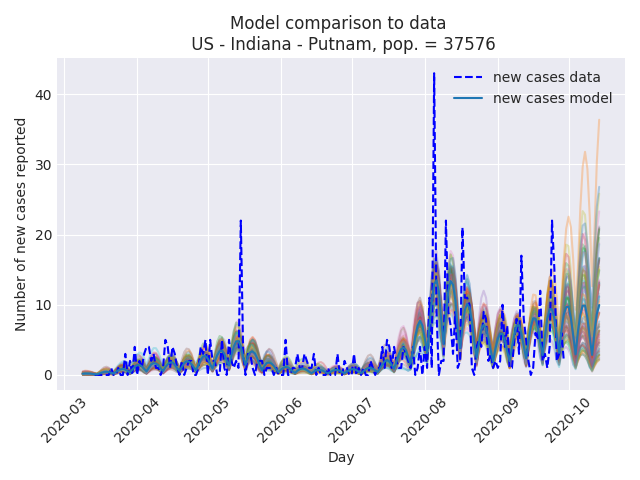 Model comparison to data
US - Indiana - Putnam, pop. = 37576
new cases data
new cases model
Number of new cases reported
40
30
20
10
0
2020-03
2020-04
2020-05
2020-06
2020-07
2020-08
2020-09
2020-10
Day